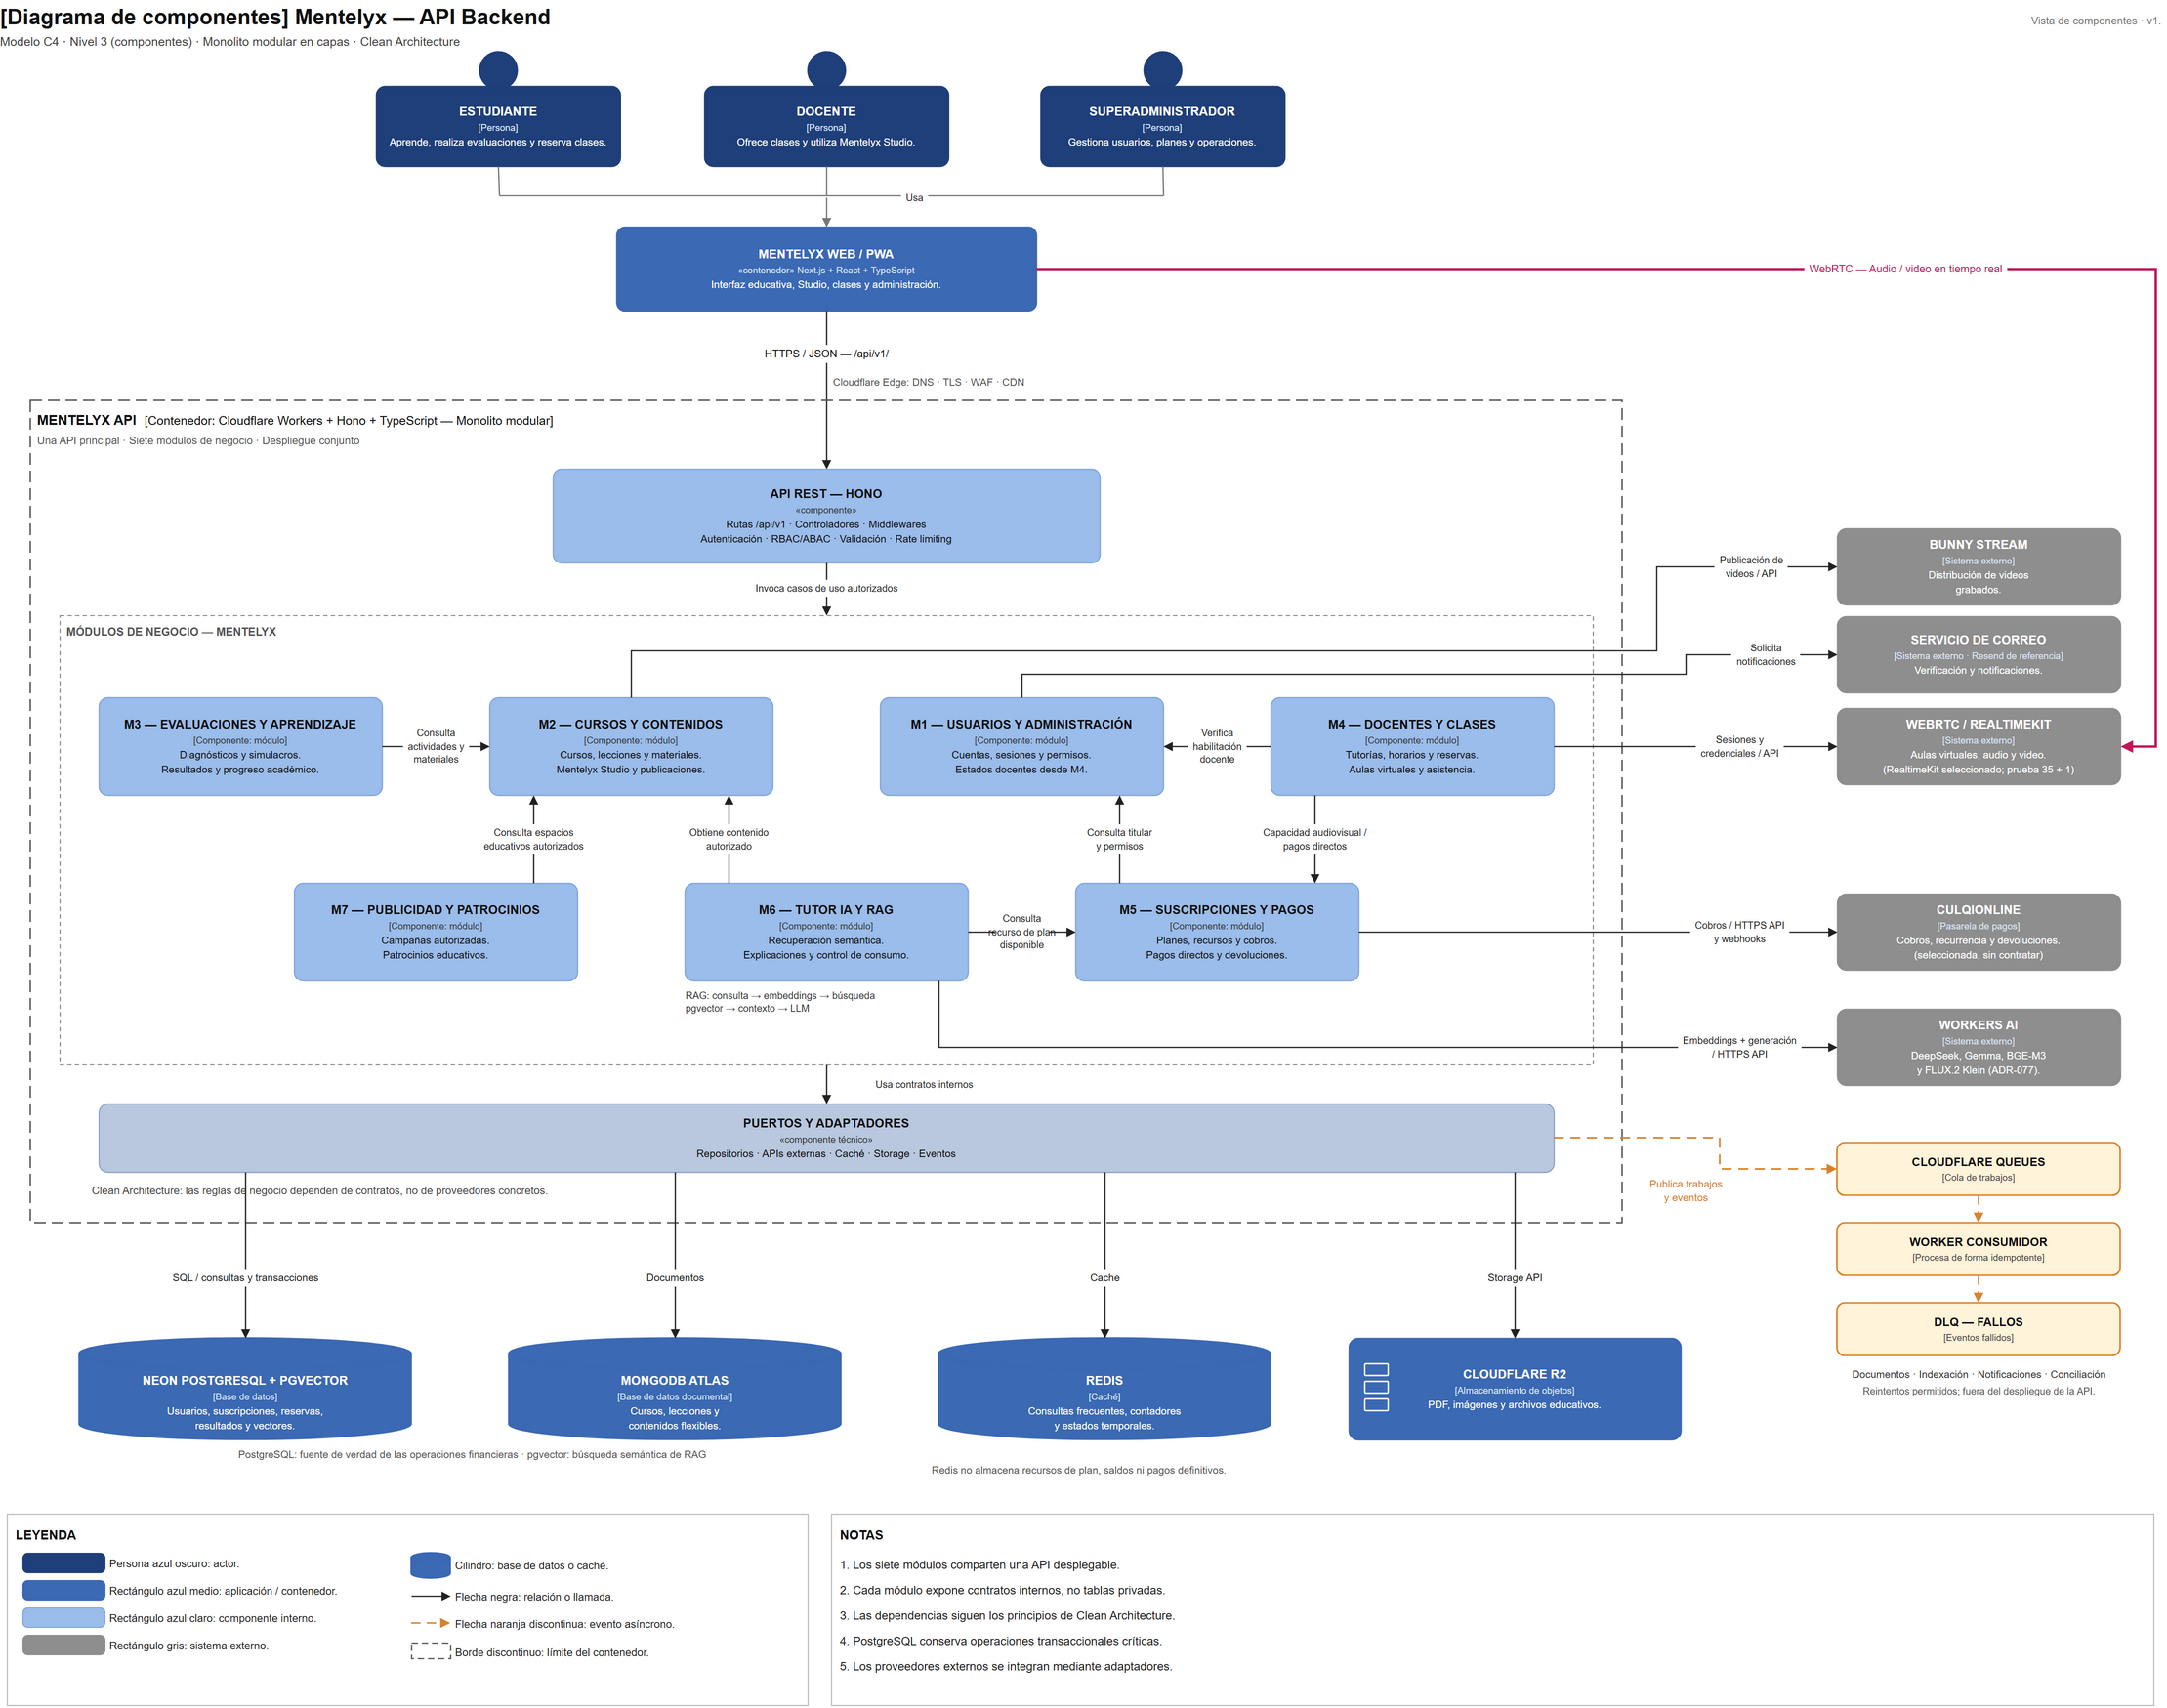 [Diagrama de componentes] Mentelyx — API Backend
Vista de componentes · v1.
Modelo C4 · Nivel 3 (componentes) · Monolito modular en capas · Clean Architecture
ESTUDIANTE
[Persona]
Aprende, realiza evaluaciones y reserva clases.
DOCENTE
[Persona]
Ofrece clases y utiliza Mentelyx Studio.
SUPERADMINISTRADOR
[Persona]
Gestiona usuarios, planes y operaciones.
Usa
MENTELYX WEB / PWA
«contenedor» Next.js + React + TypeScript
Interfaz educativa, Studio, clases y administración.
WebRTC — Audio / video en tiempo real
HTTPS / JSON — /api/v1/
Cloudflare Edge: DNS · TLS · WAF · CDN
MENTELYX API [Contenedor: Cloudflare Workers + Hono + TypeScript — Monolito modular]
Una API principal · Siete módulos de negocio · Despliegue conjunto
API REST — HONO
«componente»
Rutas /api/v1 · Controladores · Middlewares
Autenticación · RBAC/ABAC · Validación · Rate limiting
Invoca casos de uso autorizados
MÓDULOS DE NEGOCIO — MENTELYX
Publicación de
videos / API
BUNNY STREAM
[Sistema externo]
Distribución de videos
grabados.
Solicita
notificaciones
SERVICIO DE CORREO
[Sistema externo · Resend de referencia]
Verificación y notificaciones.
M3 — EVALUACIONES Y APRENDIZAJE
[Componente: módulo]
Diagnósticos y simulacros.
Resultados y progreso académico.
Consulta
actividades y
materiales
M2 — CURSOS Y CONTENIDOS
[Componente: módulo]
Cursos, lecciones y materiales.
Mentelyx Studio y publicaciones.
M1 — USUARIOS Y ADMINISTRACIÓN
[Componente: módulo]
Cuentas, sesiones y permisos.
Estados docentes desde M4.
Verifica
habilitación
docente
M4 — DOCENTES Y CLASES
[Componente: módulo]
Tutorías, horarios y reservas.
Aulas virtuales y asistencia.
Sesiones y
credenciales / API
WEBRTC / REALTIMEKIT
[Sistema externo]
Aulas virtuales, audio y video.
(RealtimeKit seleccionado; prueba 35 + 1)
Consulta espacios
educativos autorizados
Obtiene contenido
autorizado
Consulta titular
y permisos
Capacidad audiovisual /
pagos directos
M7 — PUBLICIDAD Y PATROCINIOS
[Componente: módulo]
Campañas autorizadas.
Patrocinios educativos.
M6 — TUTOR IA Y RAG
[Componente: módulo]
Recuperación semántica.
Explicaciones y control de consumo.
Consulta
recurso de plan
disponible
M5 — SUSCRIPCIONES Y PAGOS
[Componente: módulo]
Planes, recursos y cobros.
Pagos directos y devoluciones.
Cobros / HTTPS API
y webhooks
CULQIONLINE
[Pasarela de pagos]
Cobros, recurrencia y devoluciones.
(seleccionada, sin contratar)
RAG: consulta → embeddings → búsqueda
pgvector → contexto → LLM
Embeddings + generación
/ HTTPS API
WORKERS AI
[Sistema externo]
DeepSeek, Gemma, BGE-M3
y FLUX.2 Klein (ADR-077).
Usa contratos internos
PUERTOS Y ADAPTADORES
«componente técnico»
Repositorios · APIs externas · Caché · Storage · Eventos
Clean Architecture: las reglas de negocio dependen de contratos, no de proveedores concretos.
Publica trabajos
y eventos
CLOUDFLARE QUEUES
[Cola de trabajos]
WORKER CONSUMIDOR
[Procesa de forma idempotente]
DLQ — FALLOS
[Eventos fallidos]
Documentos · Indexación · Notificaciones · Conciliación
Reintentos permitidos; fuera del despliegue de la API.
SQL / consultas y transacciones
Documentos
Cache
Storage API
NEON POSTGRESQL + PGVECTOR
[Base de datos]
Usuarios, suscripciones, reservas,
resultados y vectores.
MONGODB ATLAS
[Base de datos documental]
Cursos, lecciones y
contenidos flexibles.
REDIS
[Caché]
Consultas frecuentes, contadores
y estados temporales.
CLOUDFLARE R2
[Almacenamiento de objetos]
PDF, imágenes y archivos educativos.
PostgreSQL: fuente de verdad de las operaciones financieras · pgvector: búsqueda semántica de RAG
Redis no almacena recursos de plan, saldos ni pagos definitivos.
LEYENDA
Persona azul oscuro: actor.
Rectángulo azul medio: aplicación / contenedor.
Rectángulo azul claro: componente interno.
Rectángulo gris: sistema externo.
Cilindro: base de datos o caché.
Flecha negra: relación o llamada.
Flecha naranja discontinua: evento asíncrono.
Borde discontinuo: límite del contenedor.
NOTAS
1. Los siete módulos comparten una API desplegable.
2. Cada módulo expone contratos internos, no tablas privadas.
3. Las dependencias siguen los principios de Clean Architecture.
4. PostgreSQL conserva operaciones transaccionales críticas.
5. Los proveedores externos se integran mediante adaptadores.